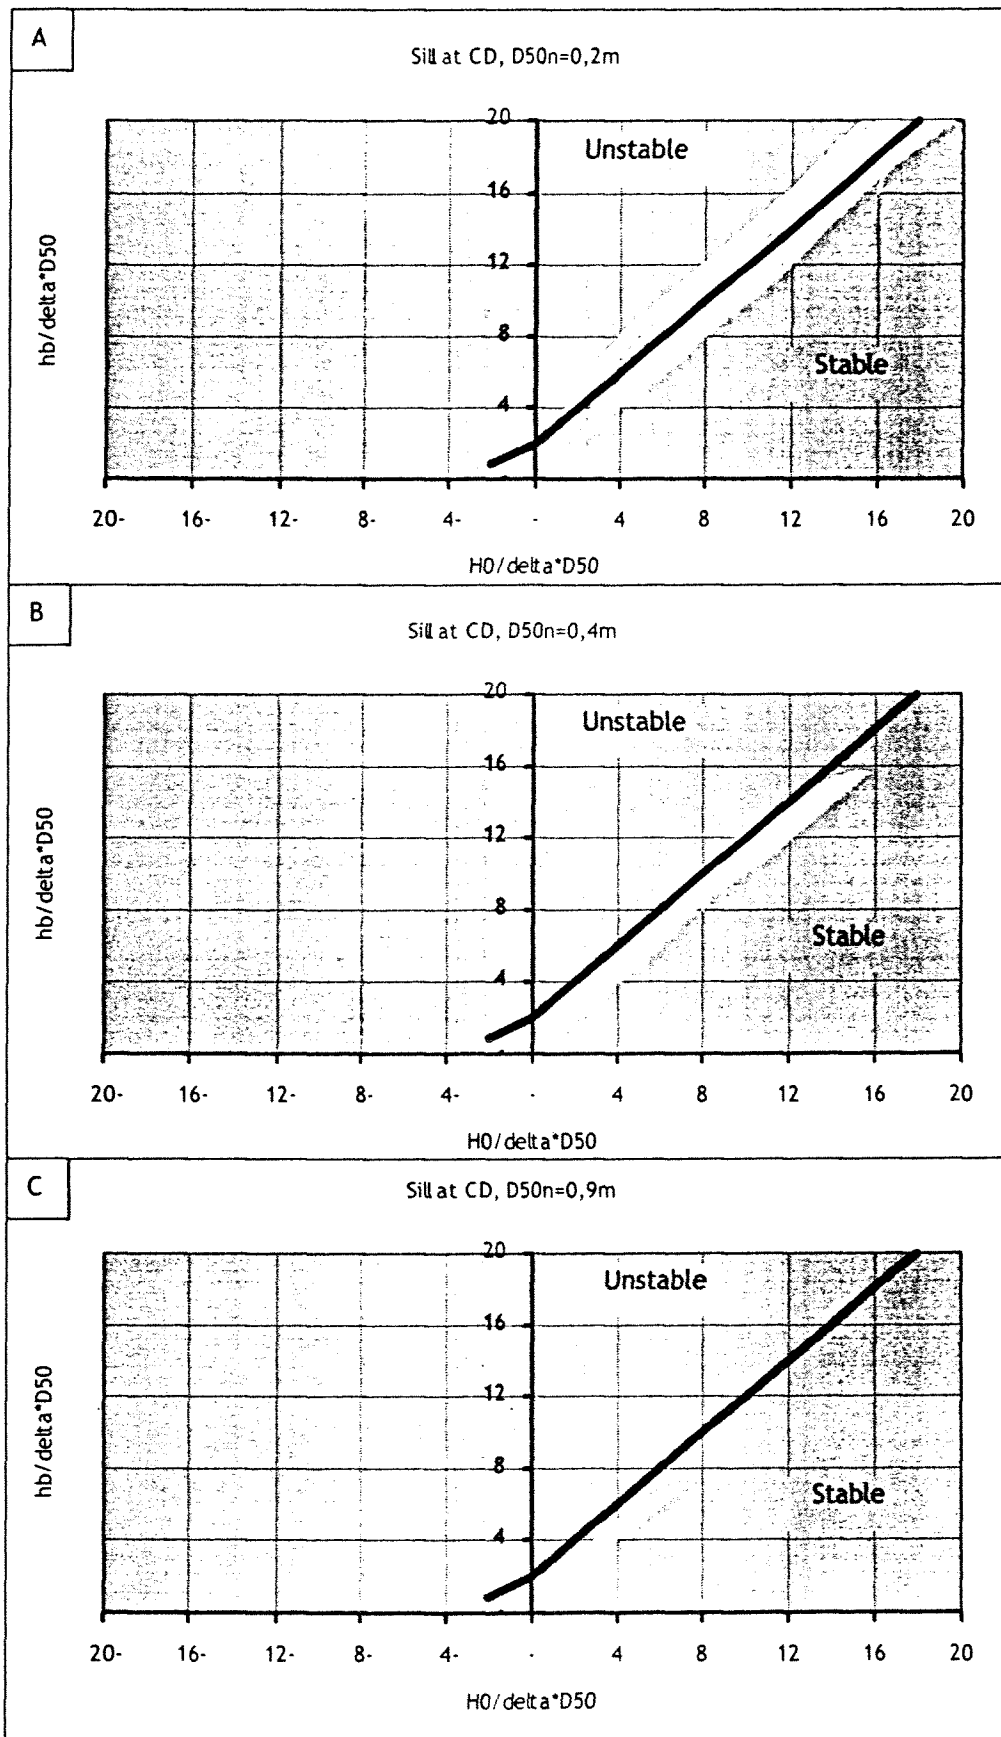 A
Sill at CD, D50n=0,2m
hb/delta*D50
20
16
12
8
4
Unstable
Stable
20- 16- 12- 8- 4- - 4 8 12 16 20
H0/delta*D50
B
Sill at CD, D50n=0,4m
hb/delta*D50
20
16
12
8
4
Unstable
Stable
20- 16- 12- 8- 4- - 4 8 12 16 20
H0/delta*D50
C
Sill at CD, D50n=0,9m
hb/delta*D50
20
16
12
8
4
Unstable
Stable
20- 16- 12- 8- 4- - 4 8 12 16 20
H0/delta*D50